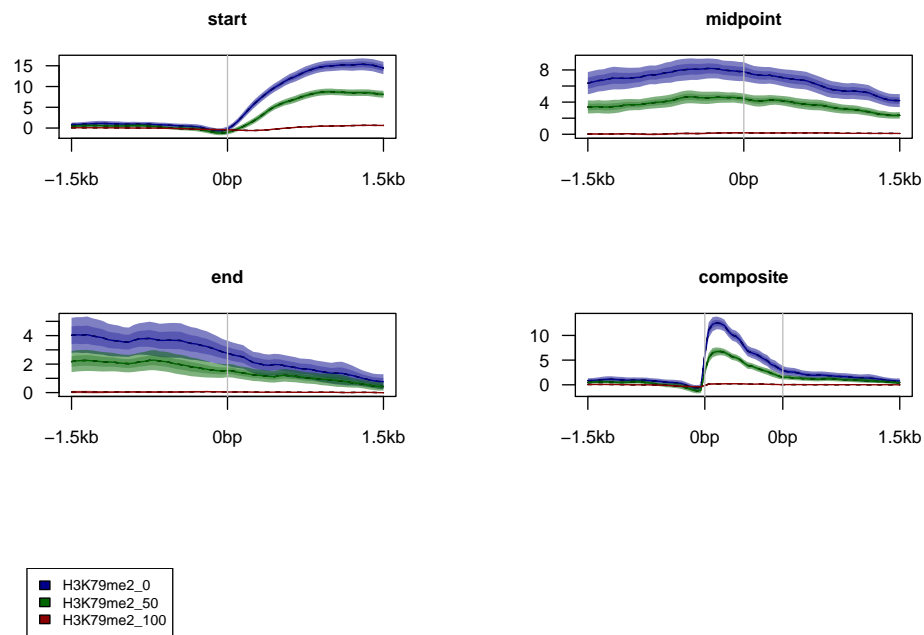 start
15
10
5
0
−1.5kb 0bp 1.5kb
midpoint
8
4
0
−1.5kb 0bp 1.5kb
end
4
2
0
−1.5kb 0bp 1.5kb
composite
10
5
0
−1.5kb 0bp 0bp 1.5kb
H3K79me2_0
H3K79me2_50
H3K79me2_100